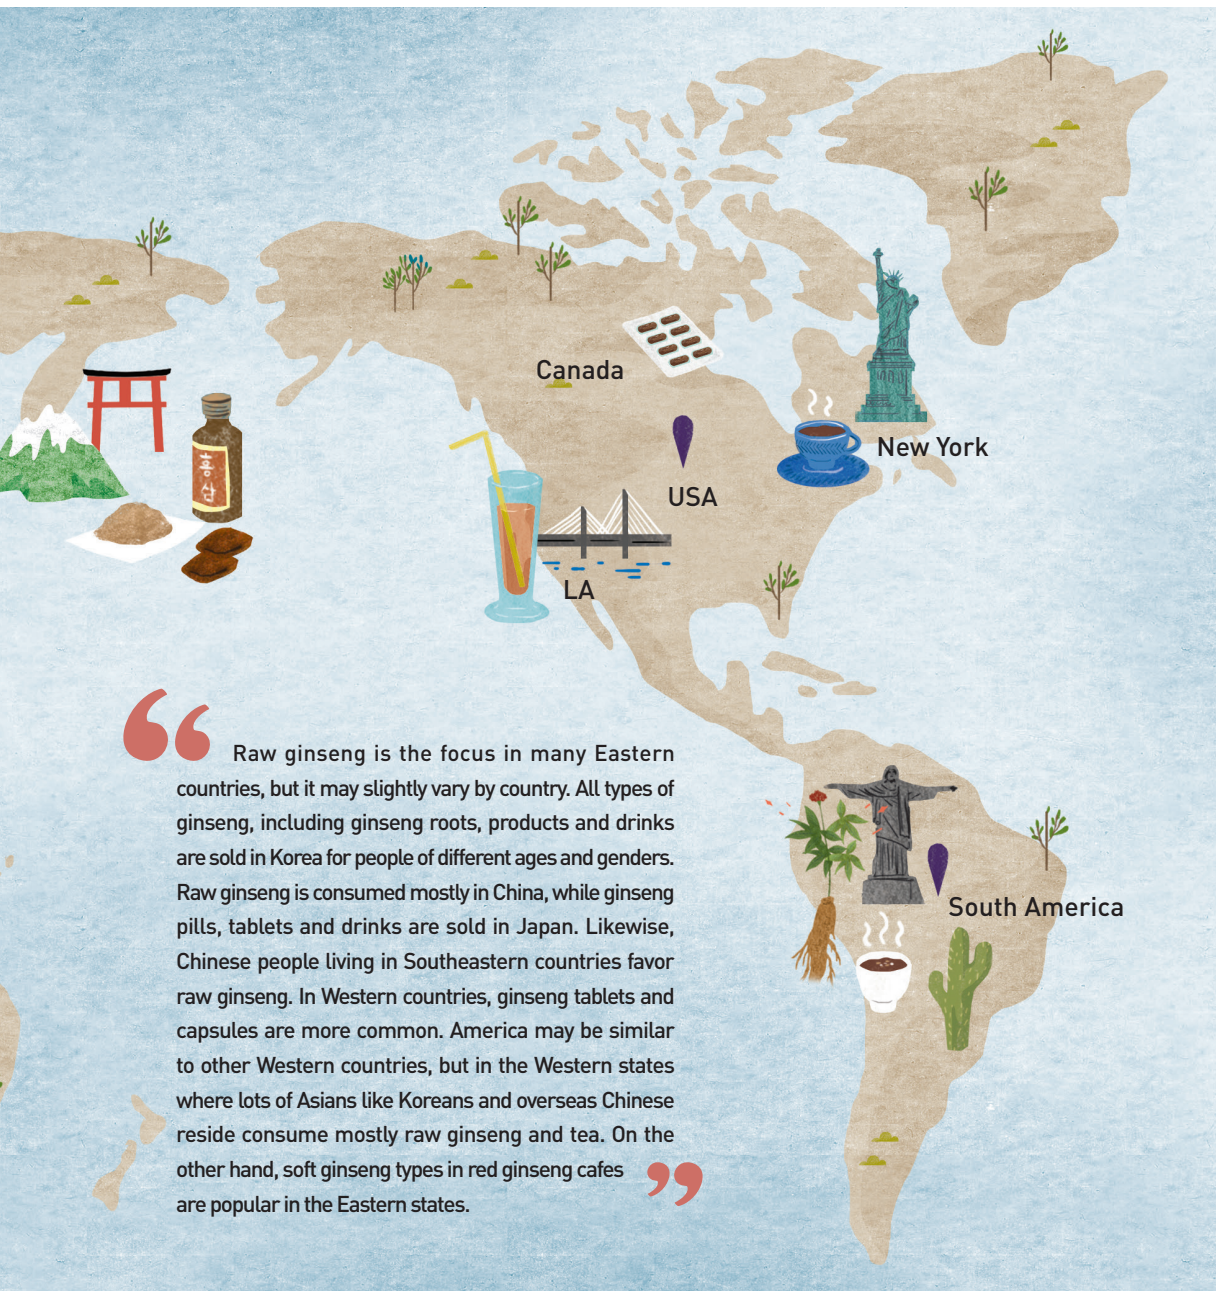 Canada
New York
USA
홍삼
LA
Raw ginseng is the focus in many Eastern
countries, but it may slightly vary by country. All types of
ginseng, including ginseng roots, products and drinks
are sold in Korea for people of different ages and genders.
Raw ginseng is consumed mostly in China, while ginseng
pills, tablets and drinks are sold in Japan. Likewise,
Chinese people living in Southeastern countries favor
raw ginseng. In Western countries, ginseng tablets and
capsules are more common. America may be similar
to other Western countries, but in the Western states
where lots of Asians like Koreans and overseas Chinese
reside consume mostly raw ginseng and tea. On the
other hand, soft ginseng types in red ginseng cafes
are popular in the Eastern states.
South America